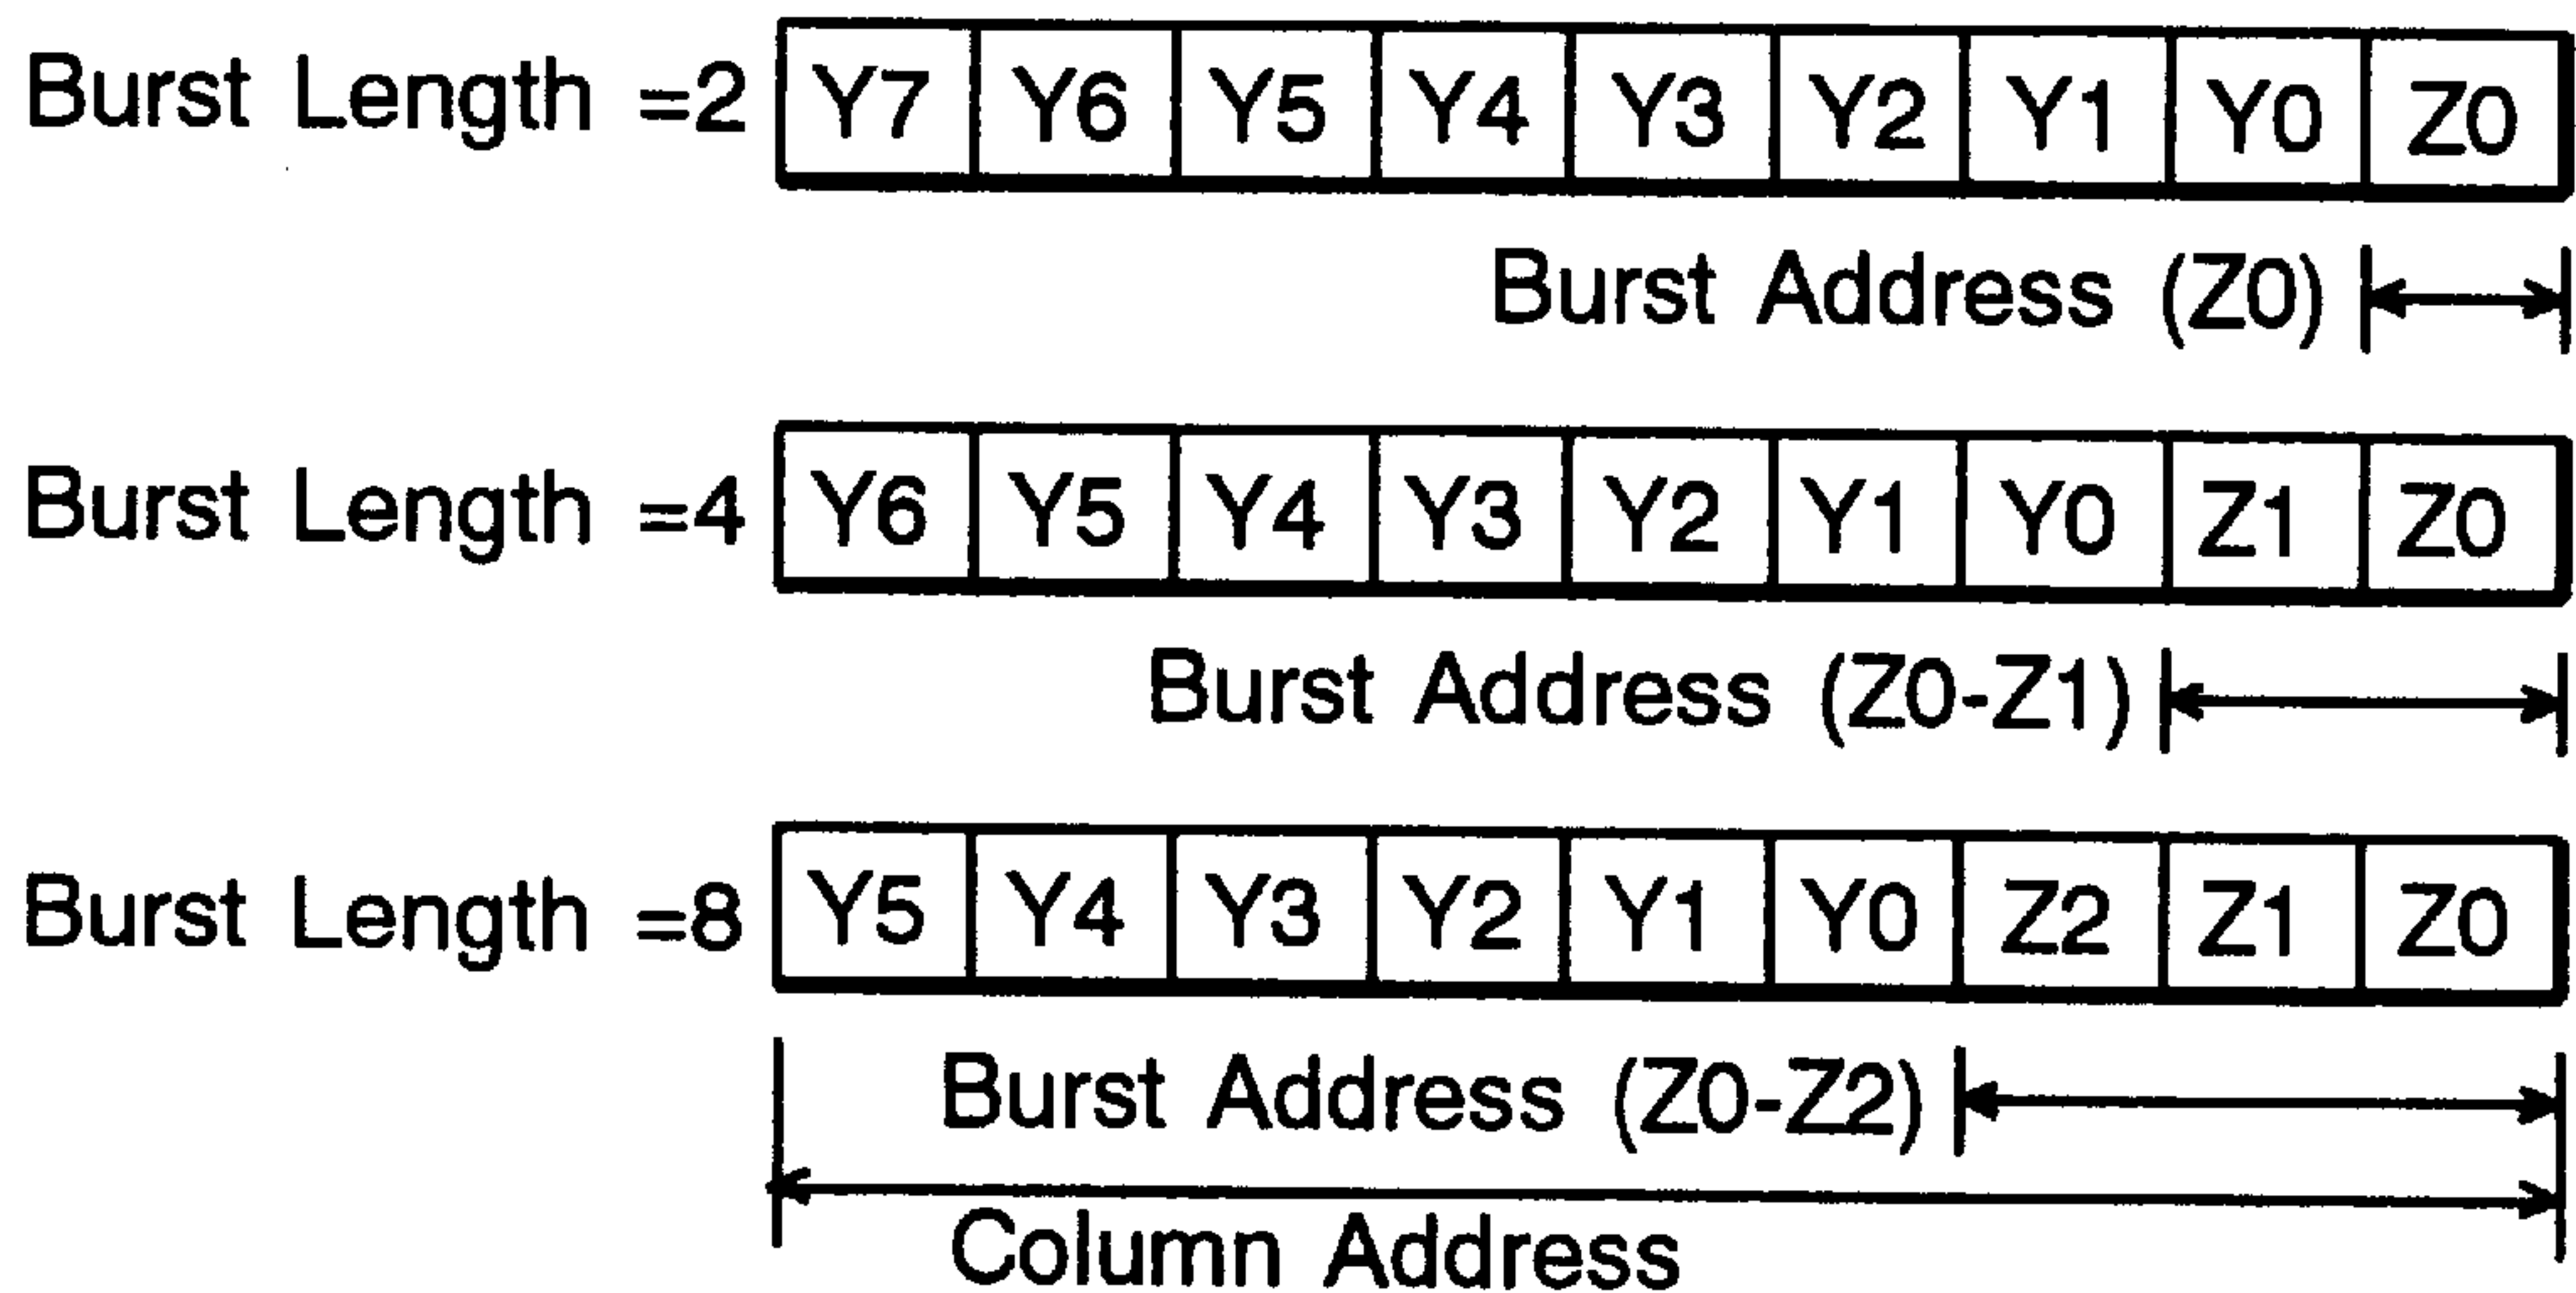 Burst Length =2 Y7 Y6 Y5 Y4 Y3 Y2 Y1 Y0 Z0
Burst Address (Z0)
Burst Length =4 Y6 Y5 Y4 Y3 Y2 Y1 Y0 Z1 Z0
Burst Address (Z0-Z1)
Burst Length =8 Y5 Y4 Y3 Y2 Y1 Y0 Z2 Z1 Z0
Burst Address (Z0-Z2)
Column Address